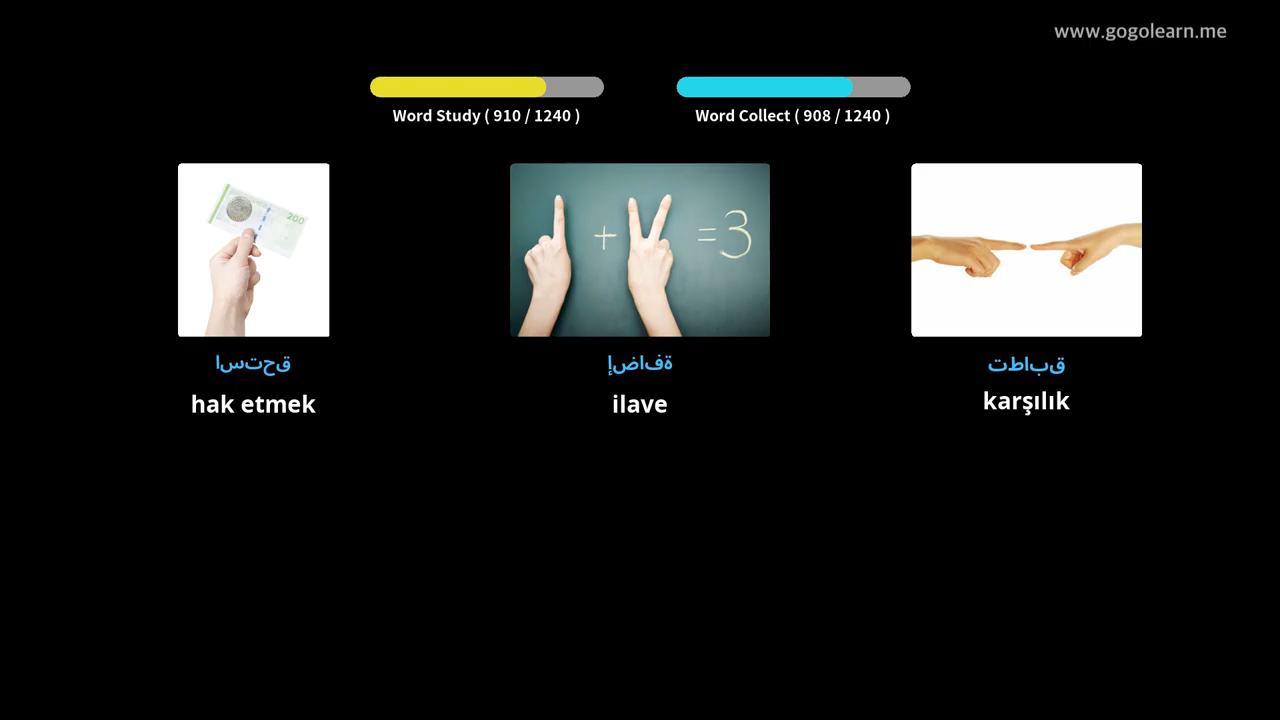 www.gogolearn.me
Word Study ( 910 / 1240 )
Word Collect ( 908 / 1240 )
200
+ =3
استحق
إضافة
تطابق
hak etmek
ilave
karşılık